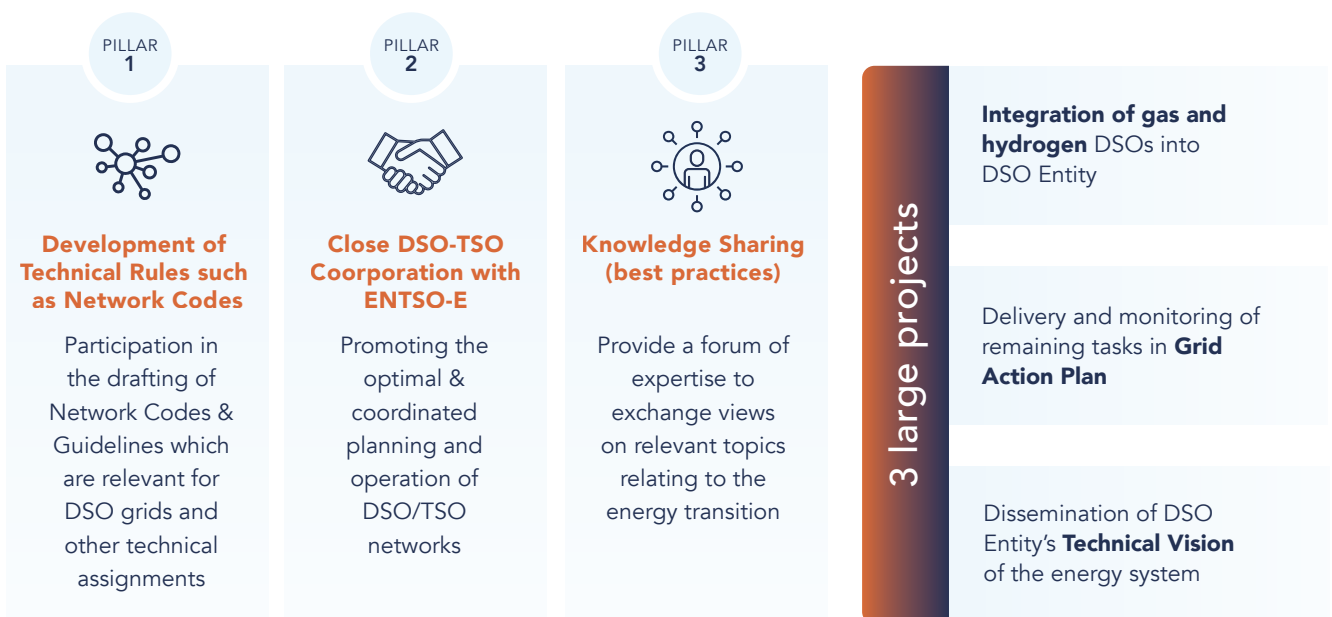 PILLAR
1
Development of
Technical Rules such
as Network Codes
Participation in
the drafting of
Network Codes &
Guidelines which
are relevant for
DSO grids and
other technical
assignments
PILLAR
2
Close DSO-TSO
Coorporation with
ENTSO-E
Promoting the
optimal &
coordinated
planning and
operation of
DSO/TSO
networks
PILLAR
3
Knowledge Sharing
(best practices)
Provide a forum of
expertise to
exchange views
on relevant topics
relating to the
energy transition
3 large projects
Integration of gas and
hydrogen DSOs into
DSO Entity
Delivery and monitoring of
remaining tasks in Grid
Action Plan
Dissemination of DSO
Entity’s Technical Vision
of the energy system